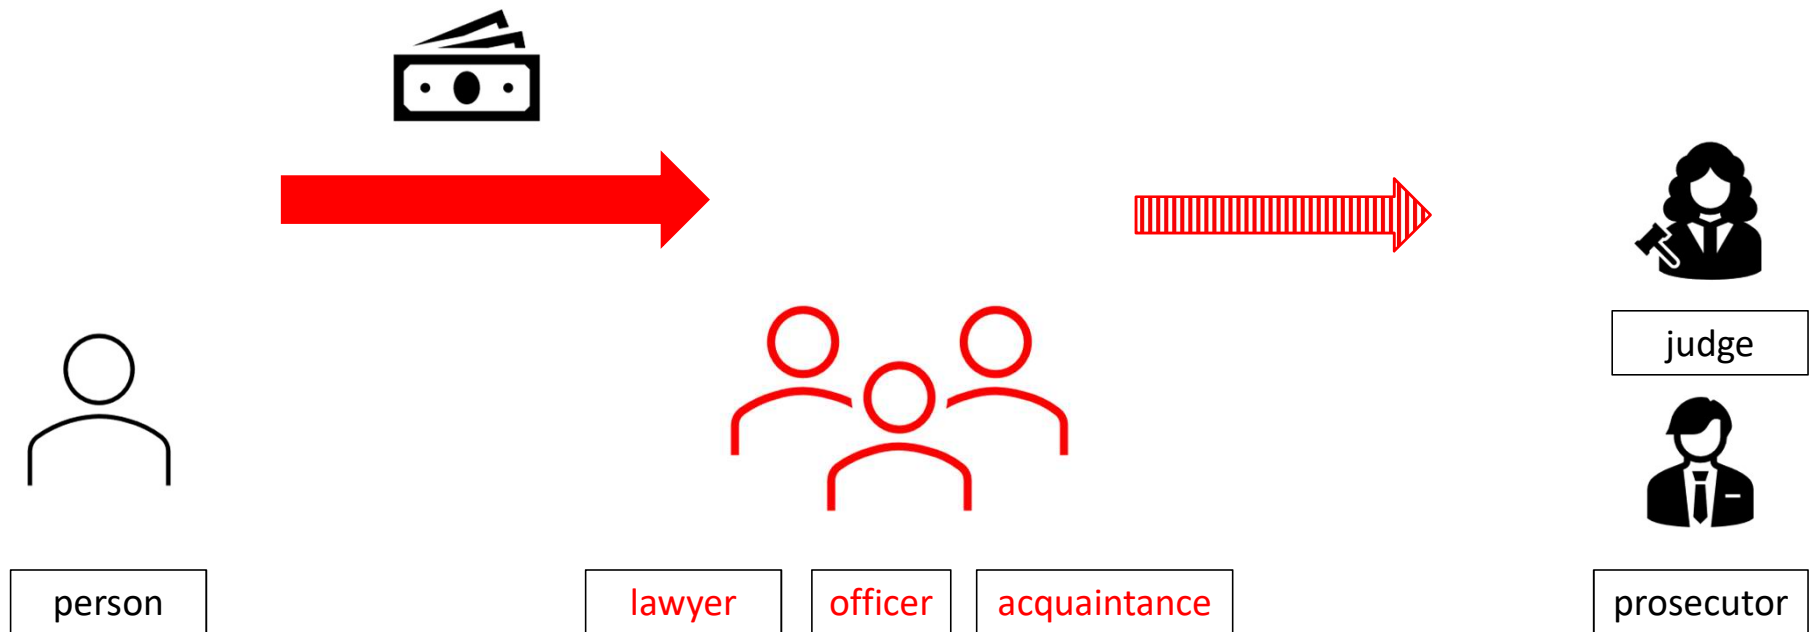 judge
person
lawyer
officer
acquaintance
prosecutor